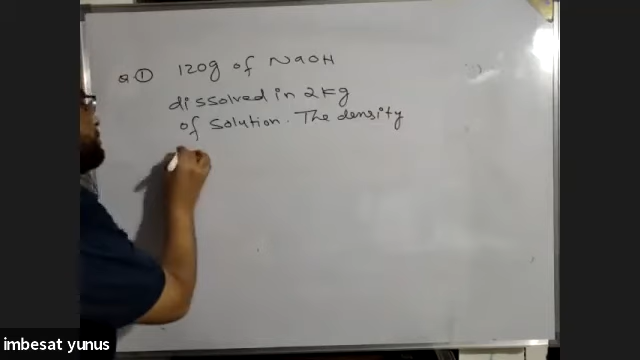 Q① 120g of NaOH
dissolved in 2Kg
of Solution. The density
imbesat yunus